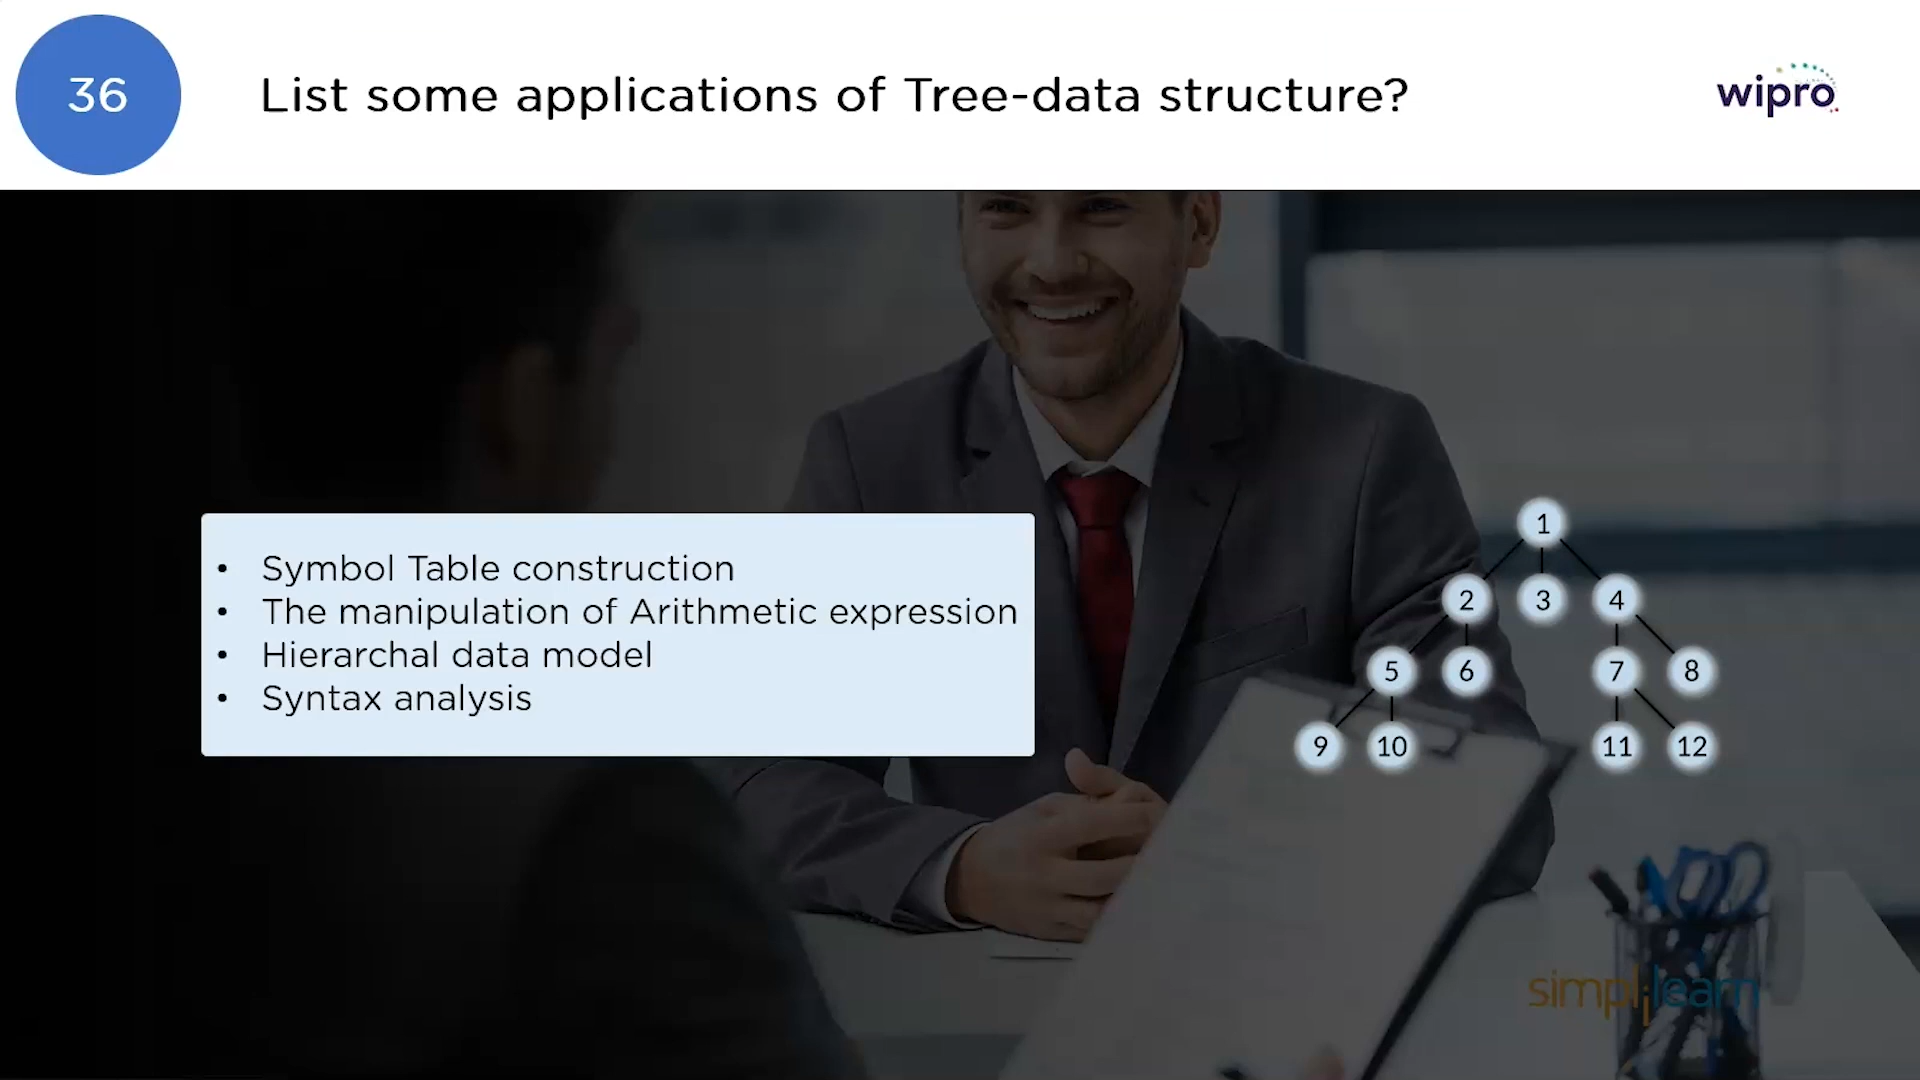 36
List some applications of Tree-data structure?
wipro
• Symbol Table construction
• The manipulation of Arithmetic expression
• Hierarchal data model
• Syntax analysis
1
2 3 4
5 6 7 8
9 10 11 12
simplilearn